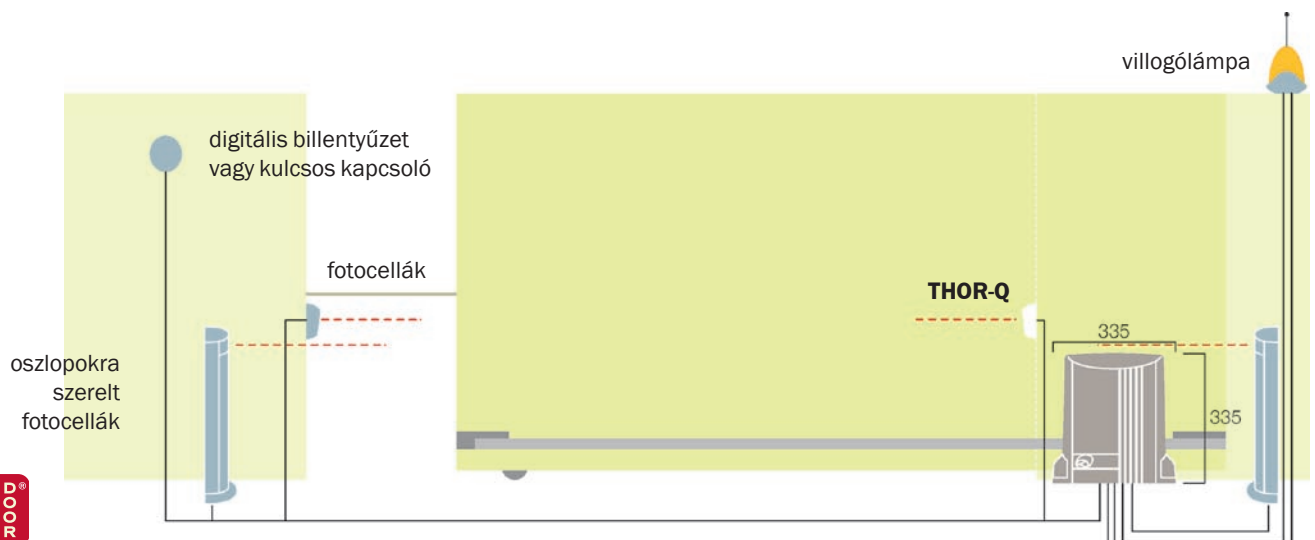 villogólámpa
digitális billentyűzet
vagy kulcsos kapcsoló
fotocellák
THOR-Q
335
oszlopokra
szerelt
fotocellák
335
DOOR®